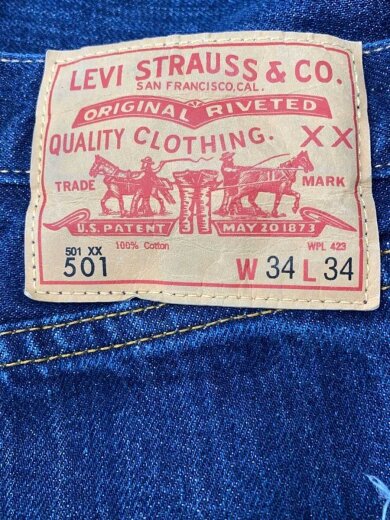 LEVI STRAUSS & CO.
SAN FRANCISCO, CAL.
ORIGINAL RIVETED
QUALITY CLOTHING. XX
TRADE MARK
U.S. PATENT MAY 20 1873
501 XX 100% Cotton WPL 423
501 W 34 L 34